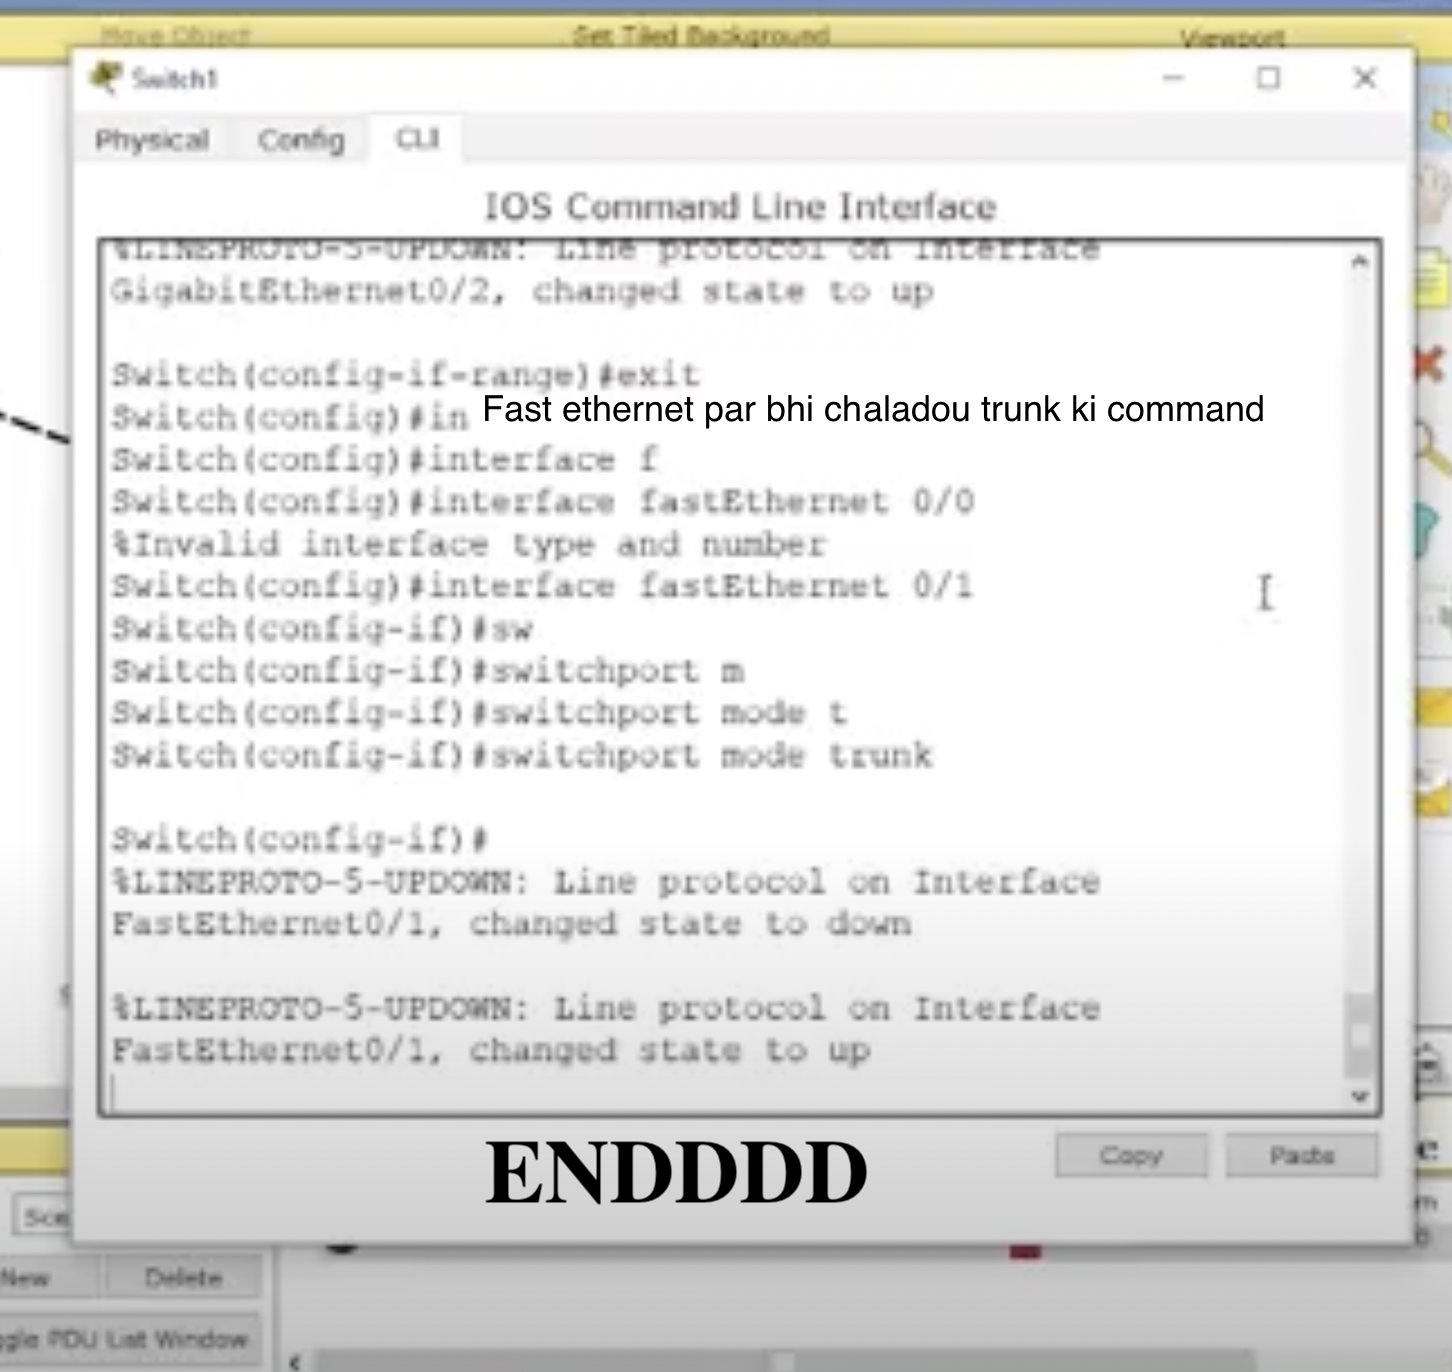 Move Object Set Tiled Background Viewport
Switch1
Physical Config CLI
IOS Command Line Interface
%LINEPROTO-5-UPDOWN: Line protocol on Interface
GigabitEthernet0/2, changed state to up
Switch(config-if-range)#exit
Switch(config)#in Fast ethernet par bhi chaladou trunk ki command
Switch(config)#interface f
Switch(config)#interface fastEthernet 0/0
%Invalid interface type and number
Switch(config)#interface fastEthernet 0/1
Switch(config-if)#sw
Switch(config-if)#switchport m
Switch(config-if)#switchport mode t
Switch(config-if)#switchport mode trunk
Switch(config-if)#
%LINEPROTO-5-UPDOWN: Line protocol on Interface
FastEthernet0/1, changed state to down
%LINEPROTO-5-UPDOWN: Line protocol on Interface
FastEthernet0/1, changed state to up
ENDDDD
Copy Paste
Sce
New Delete
ggle PDU List Window